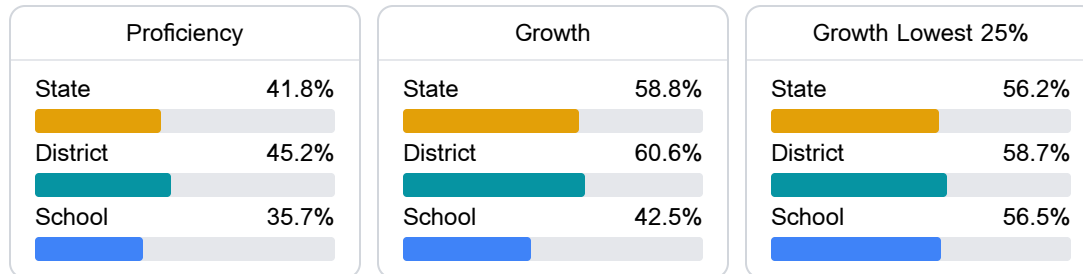 Proficiency
State 41.8%
District 45.2%
School 35.7%
Growth
State 58.8%
District 60.6%
School 42.5%
Growth Lowest 25%
State 56.2%
District 58.7%
School 56.5%